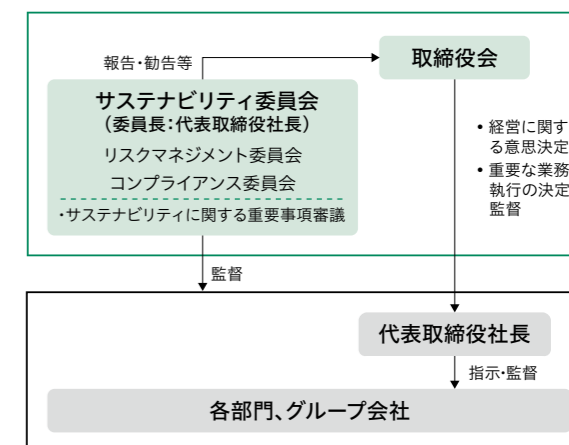 報告・勧告等
取締役会
サステナビリティ委員会
（委員長：代表取締役社長）
リスクマネジメント委員会
コンプライアンス委員会
・サステナビリティに関する重要事項審議
• 経営に関す
る意思決定
• 重要な業務
執行の決定
監督
監督
代表取締役社長
指示・監督
各部門、グループ会社